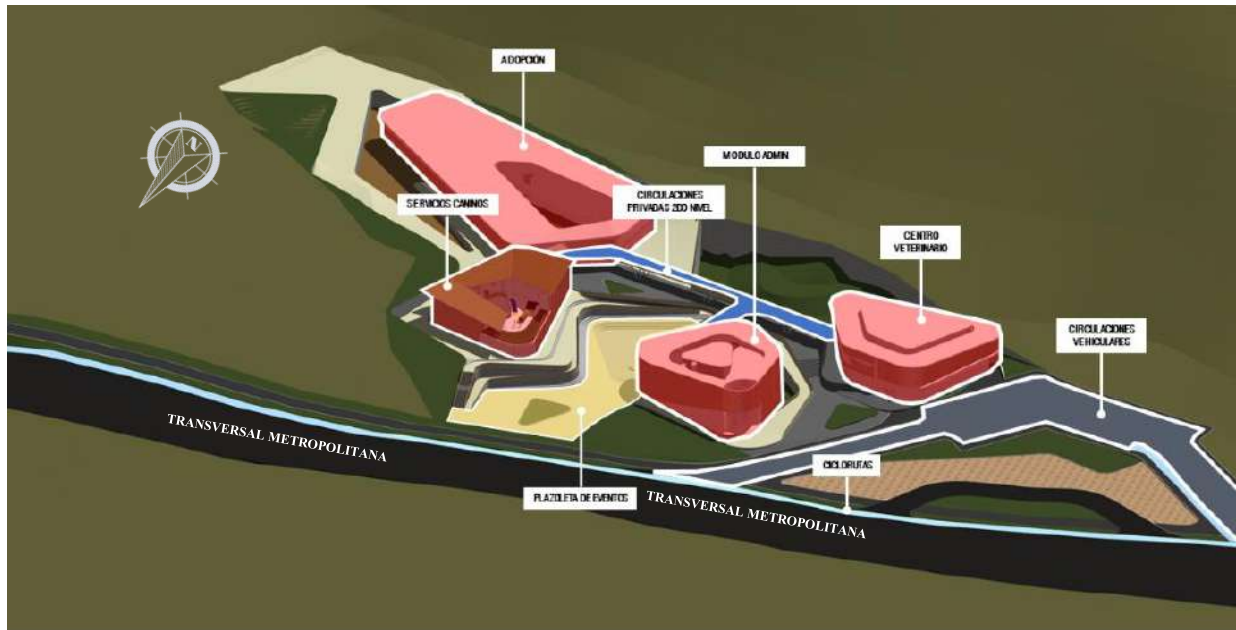 ADOPCIÓN
N
MODULO ADMIN
CIRCULACIONES
PRIVADAS 2DO NIVEL
SERVICIOS CANINOS
CENTRO
VETERINARIO
CIRCULACIONES
VEHICULARES
TRANSVERSAL METROPOLITANA
CICLORUTAS
PLAZOLETA DE EVENTOS
TRANSVERSAL METROPOLITANA